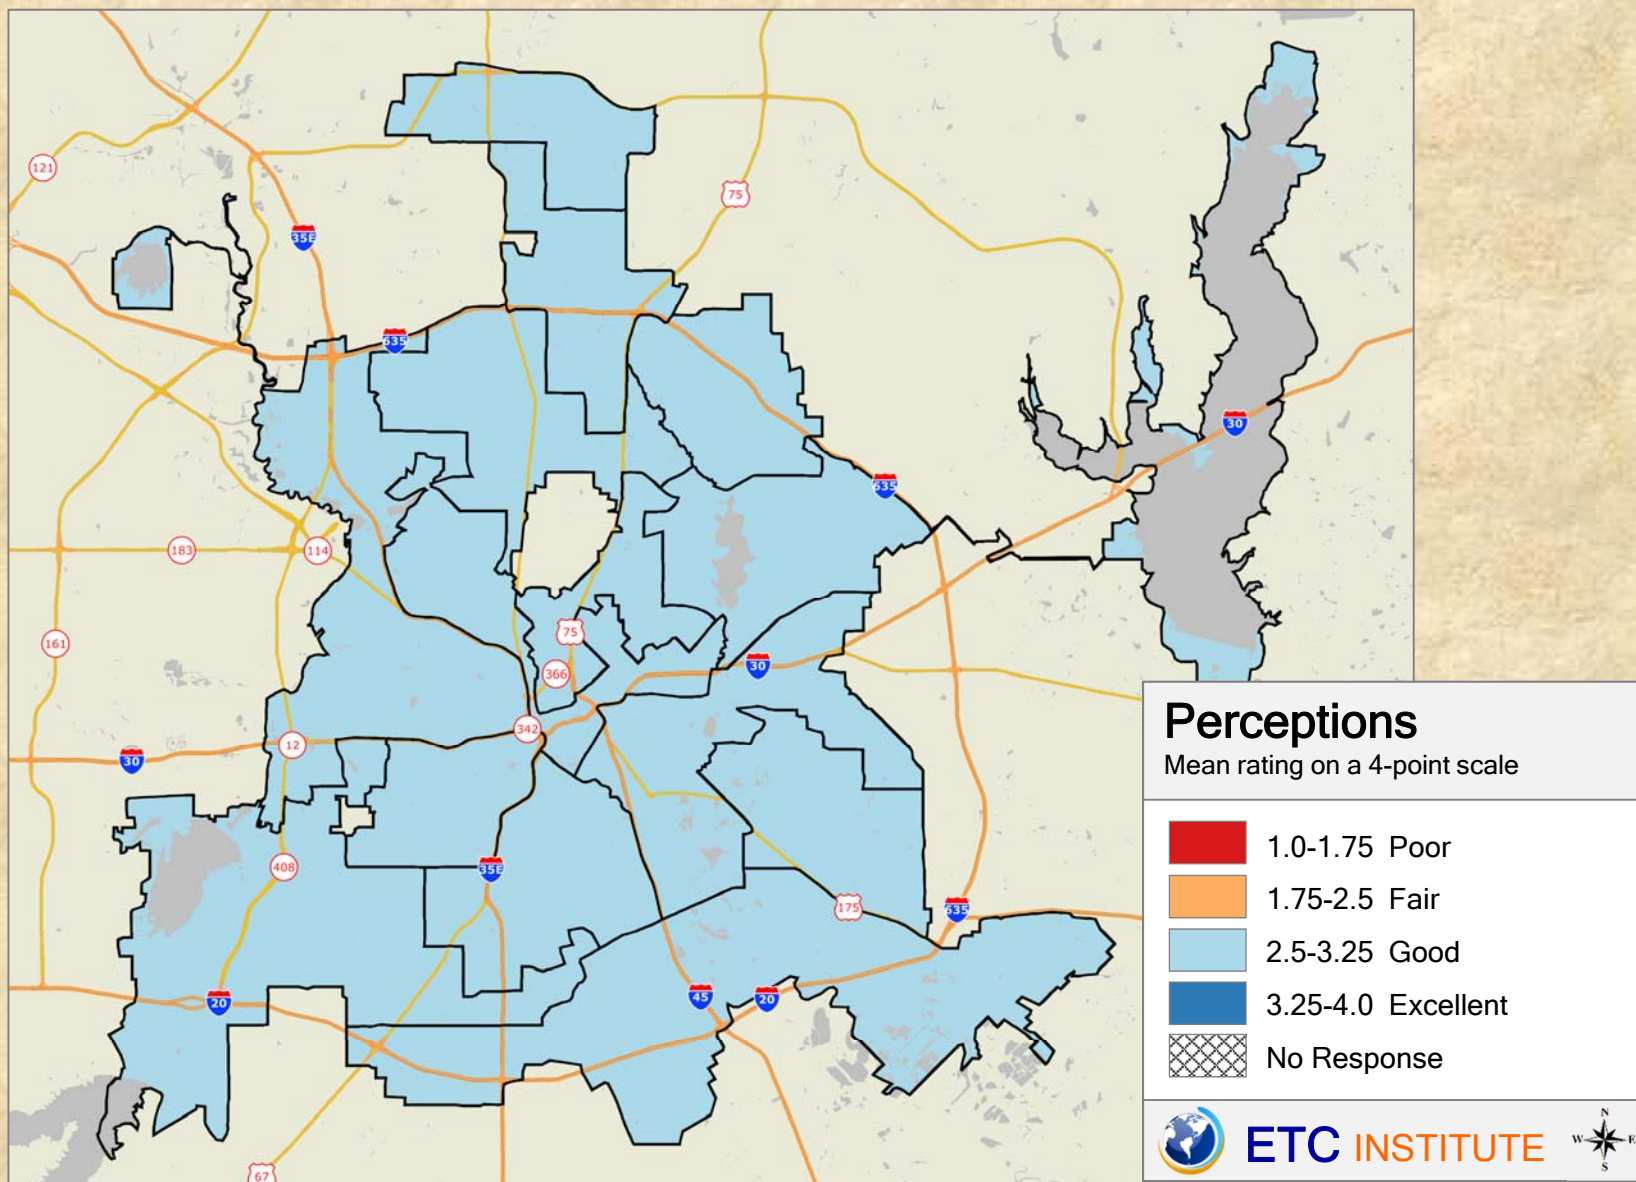 121
75
35E
635
30
635
183
114
161
75
366
30
342
12
30
408
35E
175
635
20
45
20
67
Perceptions
Mean rating on a 4-point scale
1.0-1.75 Poor
1.75-2.5 Fair
2.5-3.25 Good
3.25-4.0 Excellent
No Response
ETC INSTITUTE
N
W
E
S